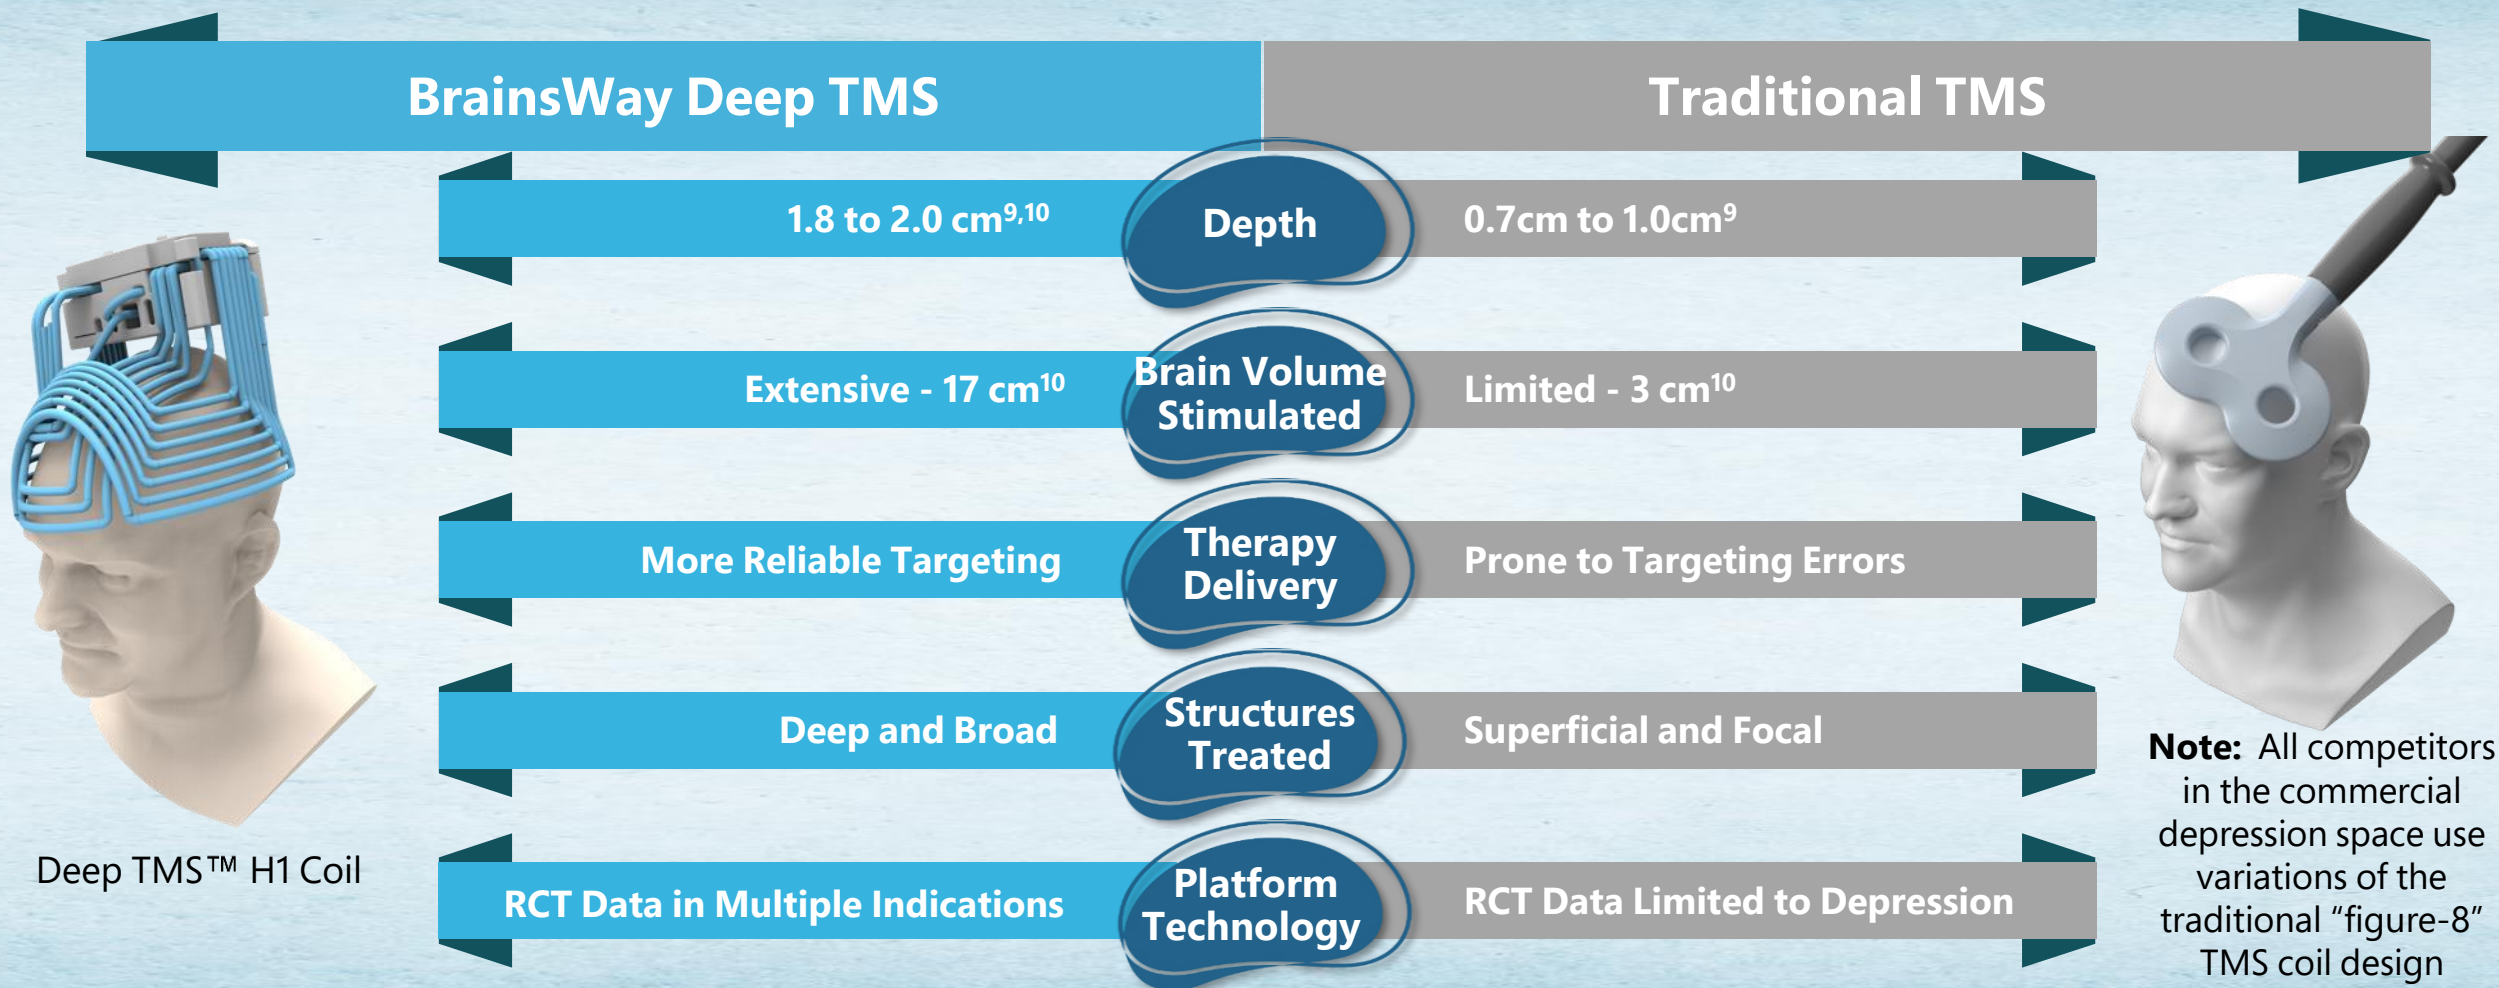 BrainsWay Deep TMS
Traditional TMS
1.8 to 2.0 cm⁹,¹⁰
Depth
0.7cm to 1.0cm⁹
Extensive - 17 cm¹⁰
Brain Volume
Stimulated
Limited - 3 cm¹⁰
More Reliable Targeting
Therapy
Delivery
Prone to Targeting Errors
Deep and Broad
Structures
Treated
Superficial and Focal
RCT Data in Multiple Indications
Platform
Technology
RCT Data Limited to Depression
Deep TMS™ H1 Coil
Note: All competitors
in the commercial
depression space use
variations of the
traditional “figure-8”
TMS coil design